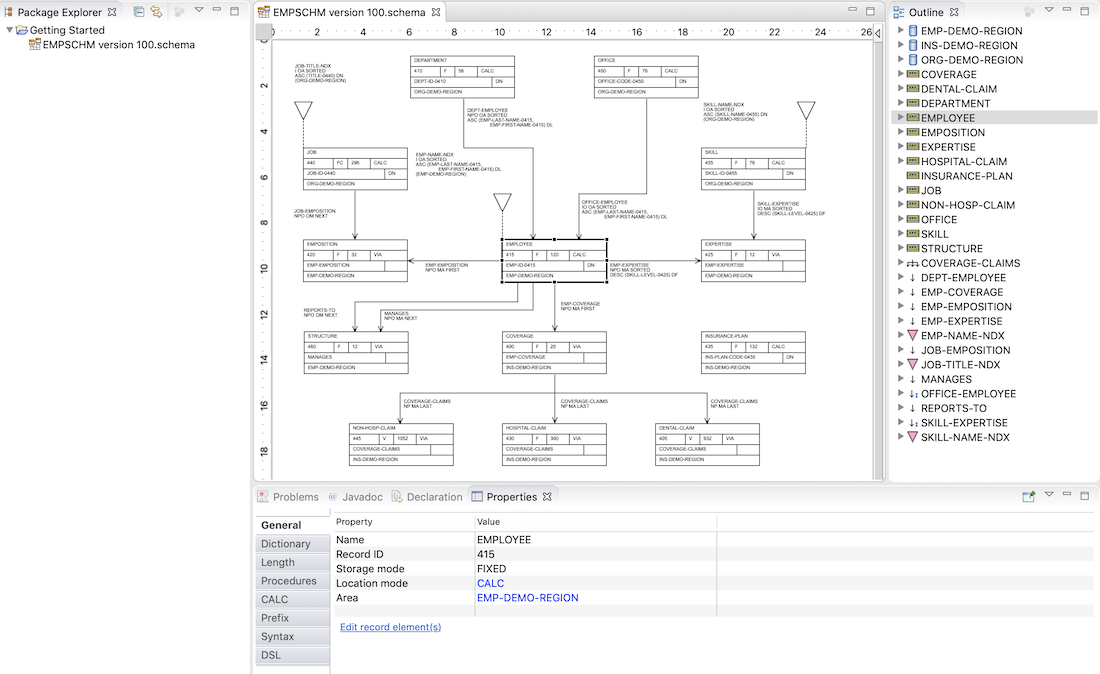 Package Explorer
Getting Started
EMPSCHM version 100.schema
EMPSCHM version 100.schema
0 2 4 6 8 10 12 14 16 18 20 22 24 26
2
4
6
8
10
12
14
16
18
JOB-TITLE-NDX
I OA SORTED
ASC (TITLE-0440) DN
(ORG-DEMO-REGION)
DEPARTMENT
410 F 56 CALC
DEPT-ID-0410 DN
ORG-DEMO-REGION
OFFICE
450 F 76 CALC
OFFICE-CODE-0450 DN
ORG-DEMO-REGION
DEPT-EMPLOYEE
NPO OA SORTED
ASC (EMP-LAST-NAME-0415,
EMP-FIRST-NAME-0415) DL
SKILL-NAME-NDX
I OA SORTED
ASC (SKILL-NAME-0455) DN
(ORG-DEMO-REGION)
JOB
440 FC 296 CALC
JOB-ID-0440 DN
ORG-DEMO-REGION
EMP-NAME-NDX
I OA SORTED
ASC (EMP-LAST-NAME-0415,
EMP-FIRST-NAME-0415) DL
(EMP-DEMO-REGION)
SKILL
455 F 76 CALC
SKILL-ID-0455 DN
ORG-DEMO-REGION
JOB-EMPOSITION
NPO OM NEXT
OFFICE-EMPLOYEE
IO OA SORTED
ASC (EMP-LAST-NAME-0415,
EMP-FIRST-NAME-0415) DL
SKILL-EXPERTISE
IO MA SORTED
DESC (SKILL-LEVEL-0425) DF
EMPOSITION
420 F 32 VIA
EMP-EMPOSITION
EMP-DEMO-REGION
EMP-EMPOSITION
NPO MA FIRST
EMPLOYEE
415 F 120 CALC
EMP-ID-0415 DN
EMP-DEMO-REGION
EMP-EXPERTISE
NPO MA SORTED
DESC (SKILL-LEVEL-0425) DF
EXPERTISE
425 F 12 VIA
EMP-EXPERTISE
EMP-DEMO-REGION
REPORTS-TO
NPO OM NEXT
MANAGES
NPO MA NEXT
EMP-COVERAGE
NPO MA FIRST
STRUCTURE
460 F 12 VIA
MANAGES
EMP-DEMO-REGION
COVERAGE
400 F 20 VIA
EMP-COVERAGE
INS-DEMO-REGION
INSURANCE-PLAN
435 F 132 CALC
INS-PLAN-CODE-0435 DN
INS-DEMO-REGION
COVERAGE-CLAIMS
NP MA LAST
COVERAGE-CLAIMS
NP MA LAST
COVERAGE-CLAIMS
NP MA LAST
NON-HOSP-CLAIM
445 V 1052 VIA
COVERAGE-CLAIMS
INS-DEMO-REGION
HOSPITAL-CLAIM
430 F 300 VIA
COVERAGE-CLAIMS
INS-DEMO-REGION
DENTAL-CLAIM
405 V 932 VIA
COVERAGE-CLAIMS
INS-DEMO-REGION
Outline
EMP-DEMO-REGION
INS-DEMO-REGION
ORG-DEMO-REGION
COVERAGE
DENTAL-CLAIM
DEPARTMENT
EMPLOYEE
EMPOSITION
EXPERTISE
HOSPITAL-CLAIM
INSURANCE-PLAN
JOB
NON-HOSP-CLAIM
OFFICE
SKILL
STRUCTURE
COVERAGE-CLAIMS
DEPT-EMPLOYEE
EMP-COVERAGE
EMP-EMPOSITION
EMP-EXPERTISE
EMP-NAME-NDX
JOB-EMPOSITION
JOB-TITLE-NDX
MANAGES
OFFICE-EMPLOYEE
REPORTS-TO
SKILL-EXPERTISE
SKILL-NAME-NDX
Problems @ Javadoc Declaration Properties
General
Dictionary
Length
Procedures
CALC
Prefix
Syntax
DSL
Property Value
Name EMPLOYEE
Record ID 415
Storage mode FIXED
Location mode CALC
Area EMP-DEMO-REGION
Edit record element(s)